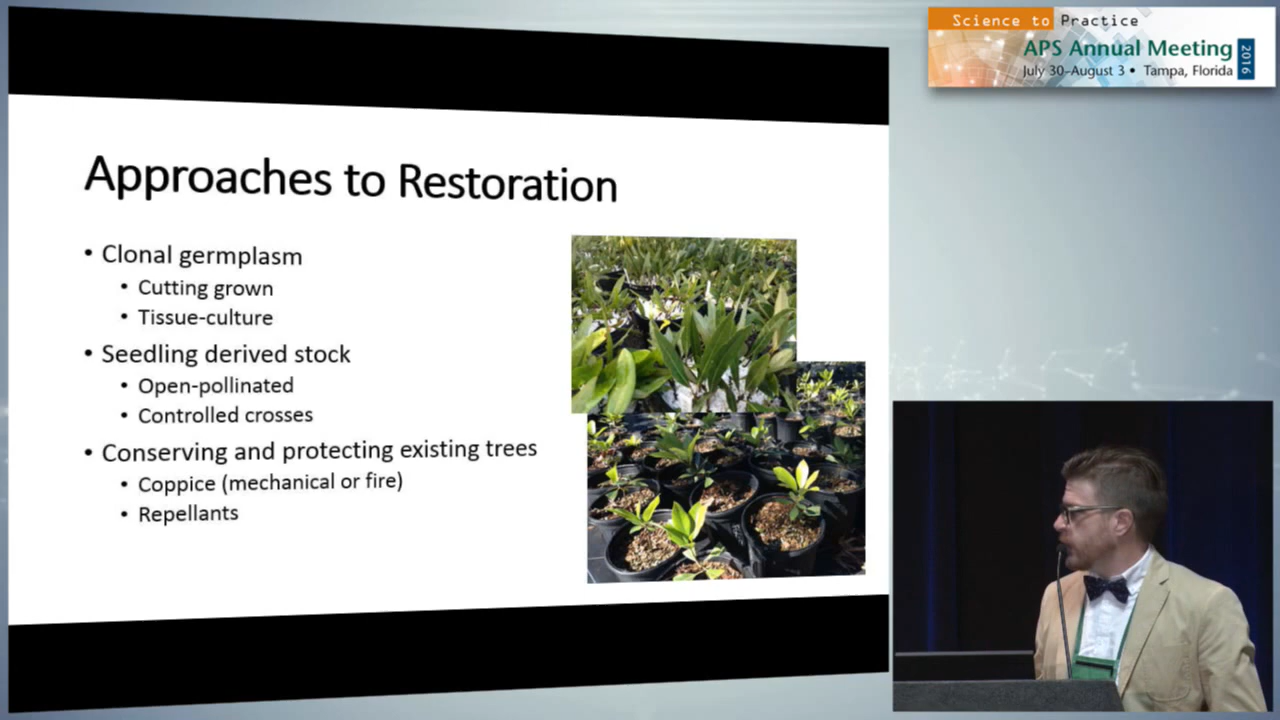 Science to Practice
APS Annual Meeting
2016
July 30–August 3 • Tampa, Florida
Approaches to Restoration
• Clonal germplasm
• Cutting grown
• Tissue-culture
• Seedling derived stock
• Open-pollinated
• Controlled crosses
• Conserving and protecting existing trees
• Coppice (mechanical or fire)
• Repellants